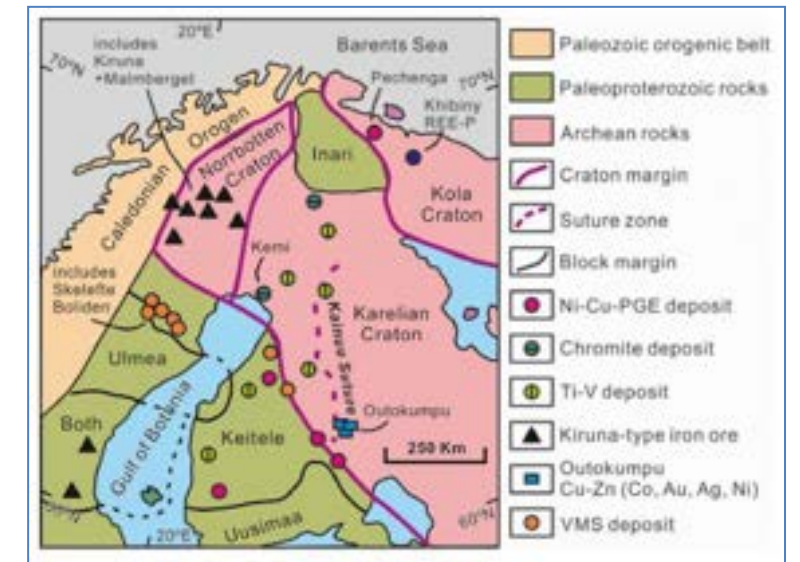 20°E
includes
Kiruna
+Malmberget
Barents Sea
70°N
Pechenga
70°N
Khibiny
REE-P
Caledonian
Orogen
Norrbotten
Craton
Inari
Kola
Craton
Kemi
includes
Skelefte
Boliden
Karelian
Craton
Kainuu Suture
Ulmea
Outokumpu
Both
Gulf of Botania
Keitele
250 Km
Uusimaa
20°E
60°N
Paleozoic orogenic belt
Paleoproterozoic rocks
Archean rocks
Craton margin
Suture zone
Block margin
Ni-Cu-PGE deposit
Chromite deposit
Ti-V deposit
Kiruna-type iron ore
Outokumpu
Cu-Zn (Co, Au, Ag, Ni)
VMS deposit